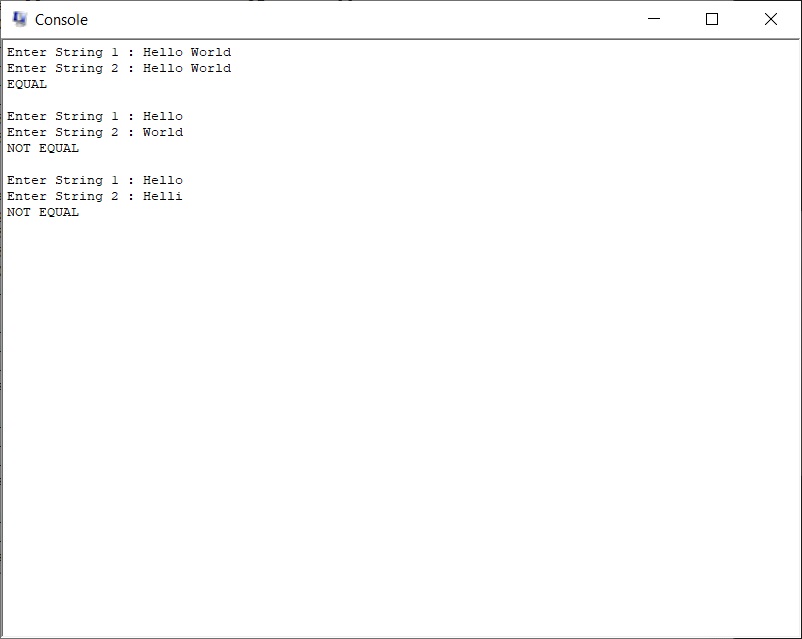 Console
Enter String 1 : Hello World
Enter String 2 : Hello World
EQUAL
Enter String 1 : Hello
Enter String 2 : World
NOT EQUAL
Enter String 1 : Hello
Enter String 2 : Helli
NOT EQUAL